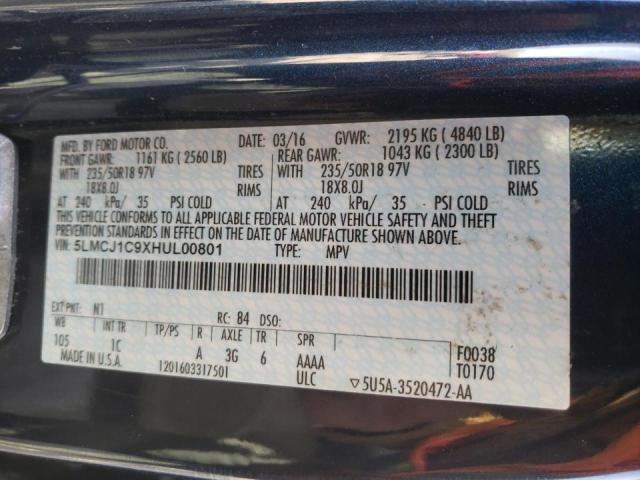 MFD. BY FORD MOTOR CO. DATE: 03/16 GVWR: 2195 KG ( 4840 LB)
FRONT GAWR: 1161 KG ( 2560 LB) REAR GAWR: 1043 KG ( 2300 LB)
WITH 235/50R18 97V TIRES WITH 235/50R18 97V TIRES
18X8.0J RIMS 18X8.0J RIMS
AT 240 kPa/ 35 PSI COLD AT 240 kPa/ 35 PSI COLD
THIS VEHICLE CONFORMS TO ALL APPLICABLE FEDERAL MOTOR VEHICLE SAFETY AND THEFT
PREVENTION STANDARDS IN EFFECT ON THE DATE OF MANUFACTURE SHOWN ABOVE.
VIN: 5LMCJ1C9XHUL00801 TYPE: MPV
EXT PNT: N1 RC: 84 DSO:
WB INT TR TP/PS R AXLE TR SPR
105 1C A 3G 6 AAAA F0038
MADE IN U.S.A. 1201603317501 ULC T0170
5U5A-3520472-AA